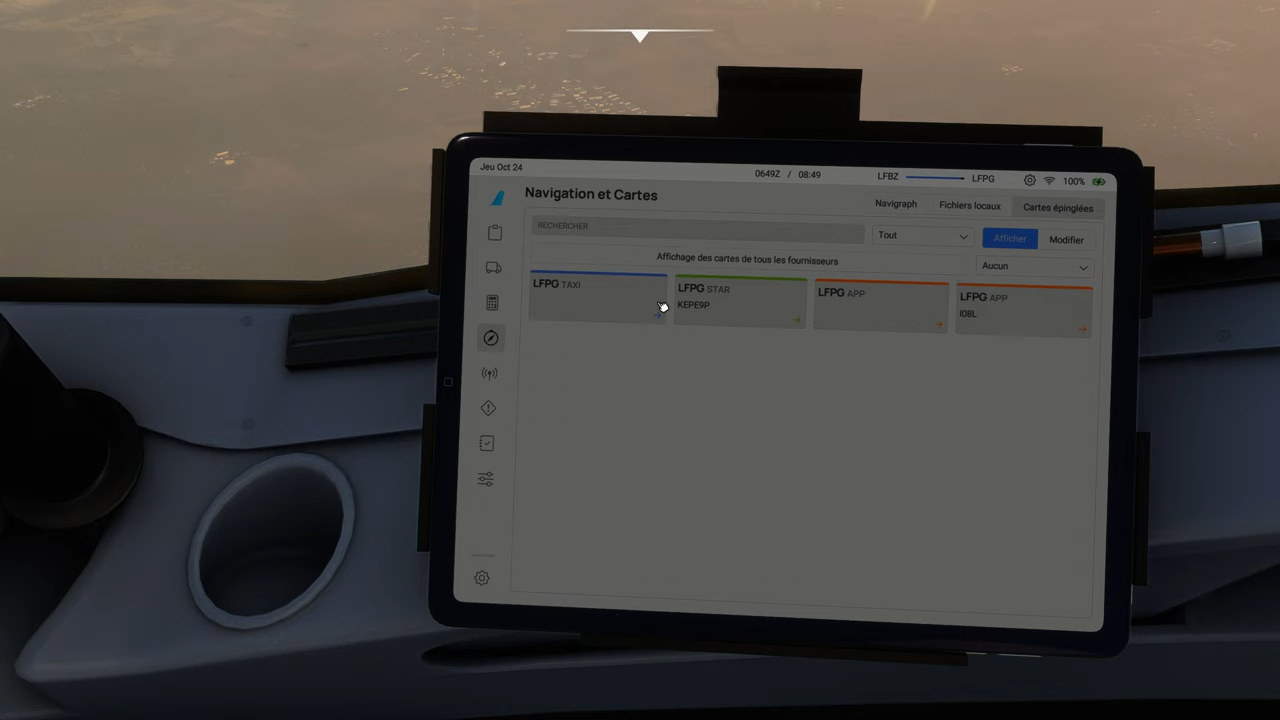 Jeu Oct 24
0649Z / 08:49
LFBZ LFPG
100%
Navigation et Cartes
Navigraph
Fichiers locaux
Cartes épinglées
RECHERCHER
Tout
Afficher
Modifier
Affichage des cartes de tous les fournisseurs
Aucun
LFPG TAXI
LFPG STAR
KEPE9P
LFPG APP
LFPG APP
I08L